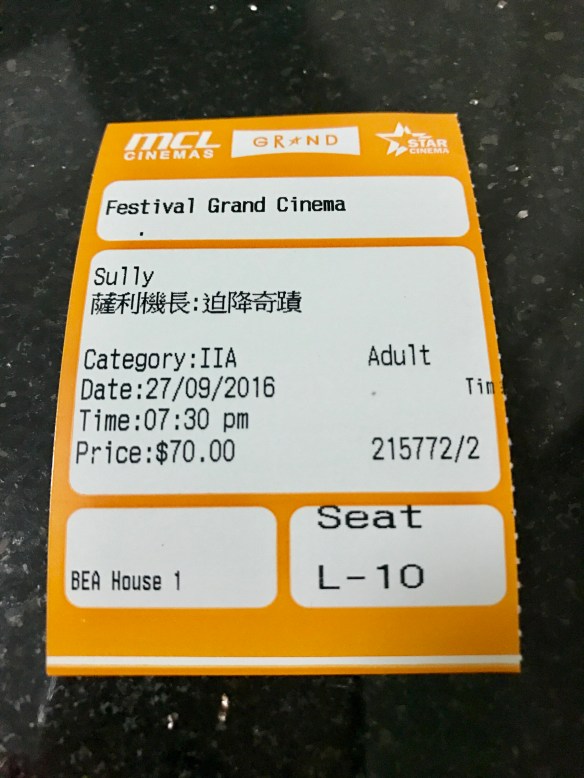 MCL CINEMAS
GRAND
STAR CINEMA
Festival Grand Cinema
Sully
薩利機長:迫降奇蹟
Category:IIA Adult
Date:27/09/2016 Tim
Time:07:30 pm
Price:$70.00 215772/2
Seat
BEA House 1 L-10